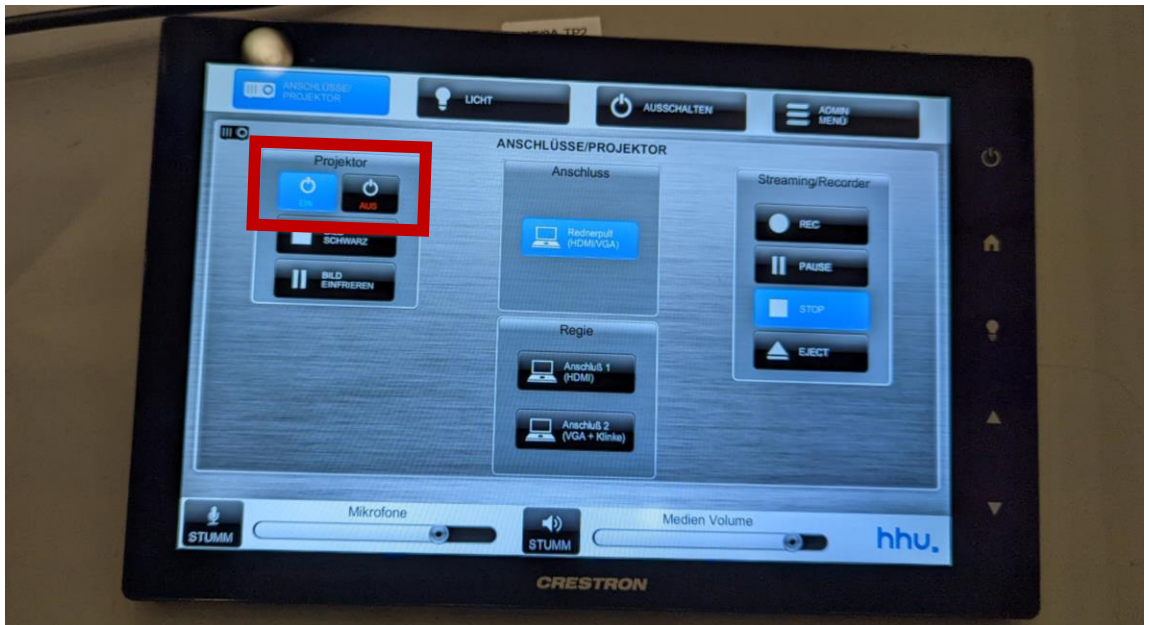 ANSCHLÜSSE/
PROJEKTOR
LICHT
AUSSCHALTEN
ADMIN
MENÜ
ANSCHLÜSSE/PROJEKTOR
Projektor
EIN
AUS
SCHWARZ
BILD
EINFRIEREN
Anschluss
Rednerpult
(HDMI/VGA)
Regie
Anschluß 1
(HDMI)
Anschluß 2
(VGA + Klinke)
Streaming/Recorder
REC
PAUSE
STOP
EJECT
STUMM
Mikrofone
STUMM
Medien Volume
hhu.
CRESTRON